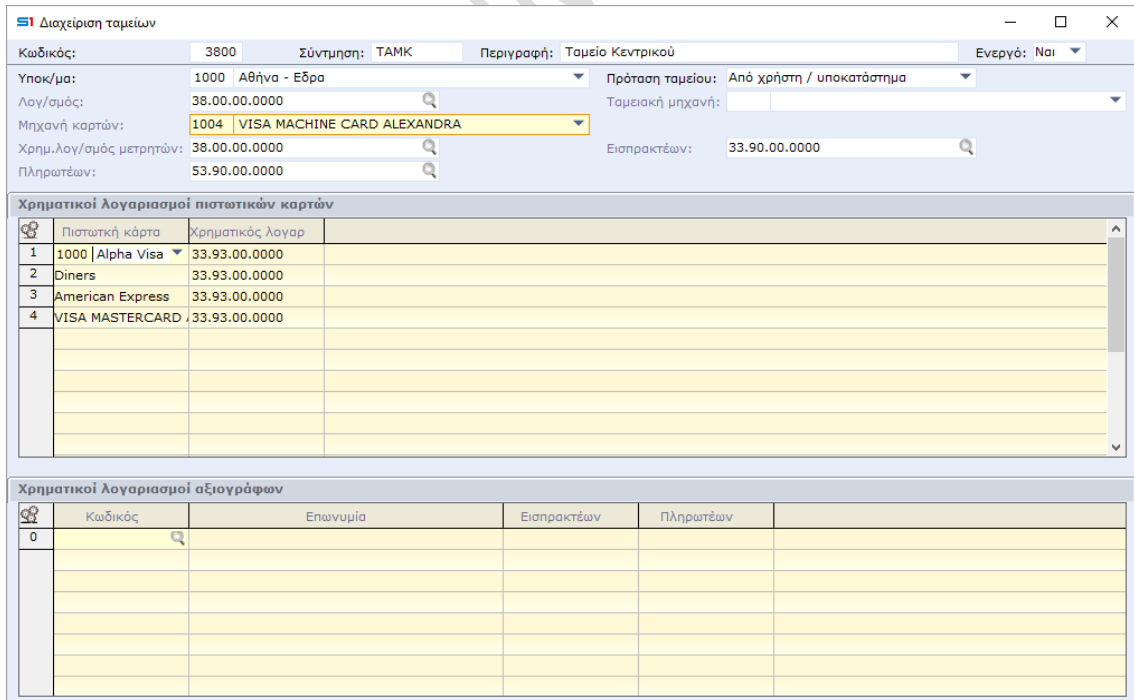 S1 Διαχείριση ταμείων
Κωδικός: 3800 Σύντμηση: ΤΑΜΚ Περιγραφή: Ταμείο Κεντρικού Ενεργό: Ναι
Υποκ/μα: 1000 Αθήνα - Εδρα Πρόταση ταμείου: Από χρήστη / υποκατάστημα
Λογ/σμός: 38.00.00.0000 Ταμειακή μηχανή:
Μηχανή καρτών: 1004 VISA MACHINE CARD ALEXANDRA
Χρημ.λογ/σμός μετρητών: 38.00.00.0000 Εισπρακτέων: 33.90.00.0000
Πληρωτέων: 53.90.00.0000
Χρηματικοί λογαριασμοί πιστωτικών καρτών
Πιστωτκή κάρτα Χρηματικός λογαρ
1 1000 Alpha Visa 33.93.00.0000
2 Diners 33.93.00.0000
3 American Express 33.93.00.0000
4 VISA MASTERCARD 33.93.00.0000
Χρηματικοί λογαριασμοί αξιογράφων
Κωδικός Επωνυμία Εισπρακτέων Πληρωτέων
0